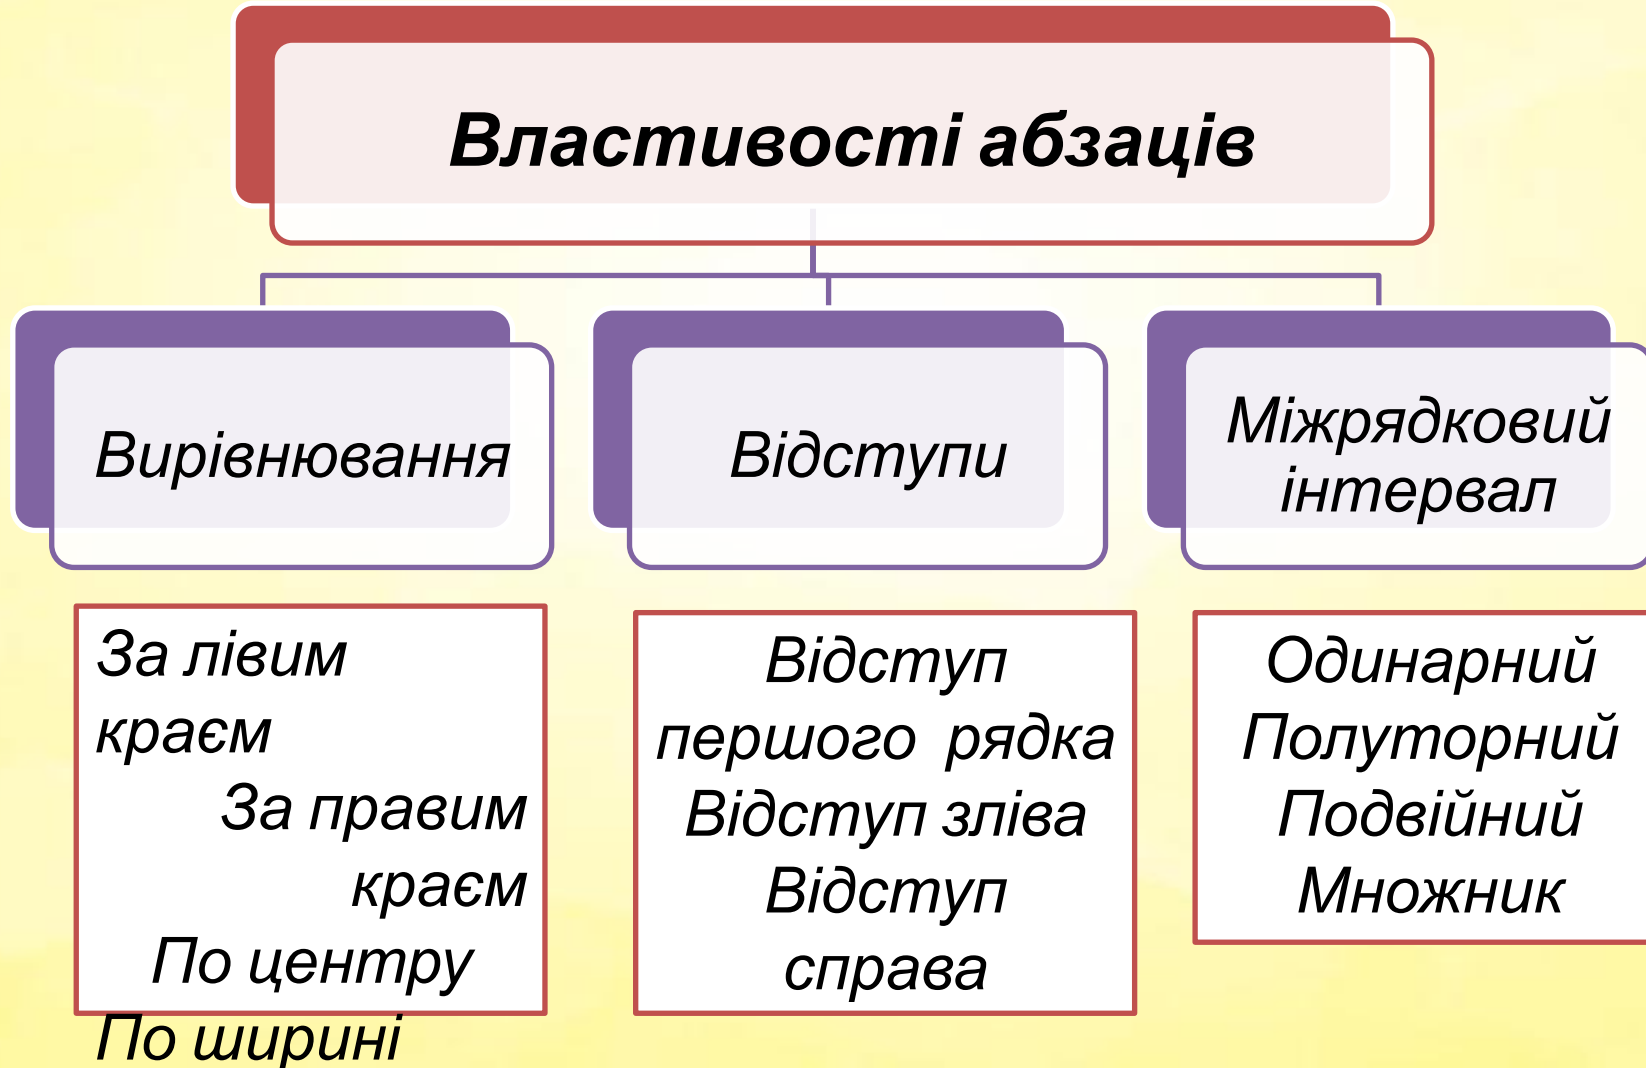 Властивості абзаців
Вирівнювання
Відступи
Міжрядковий
інтервал
За лівим
краєм
За правим
краєм
По центру
По ширині
Відступ
першого рядка
Відступ зліва
Відступ
справа
Одинарний
Полуторний
Подвійний
Множник